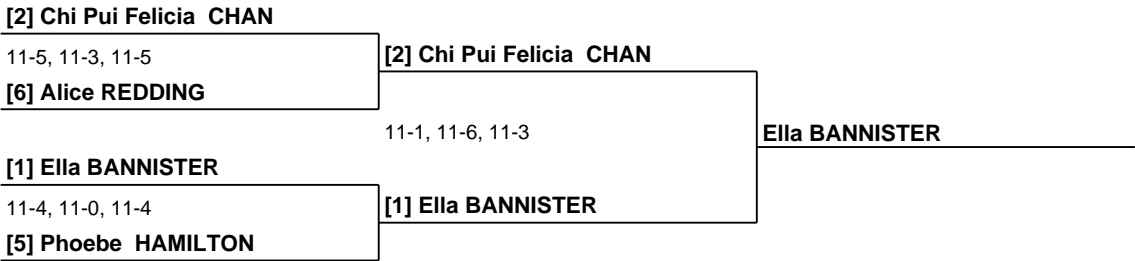 [2] Chi Pui Felicia CHAN
11-5, 11-3, 11-5
[6] Alice REDDING
[2] Chi Pui Felicia CHAN
11-1, 11-6, 11-3
Ella BANNISTER
[1] Ella BANNISTER
11-4, 11-0, 11-4
[5] Phoebe HAMILTON
[1] Ella BANNISTER